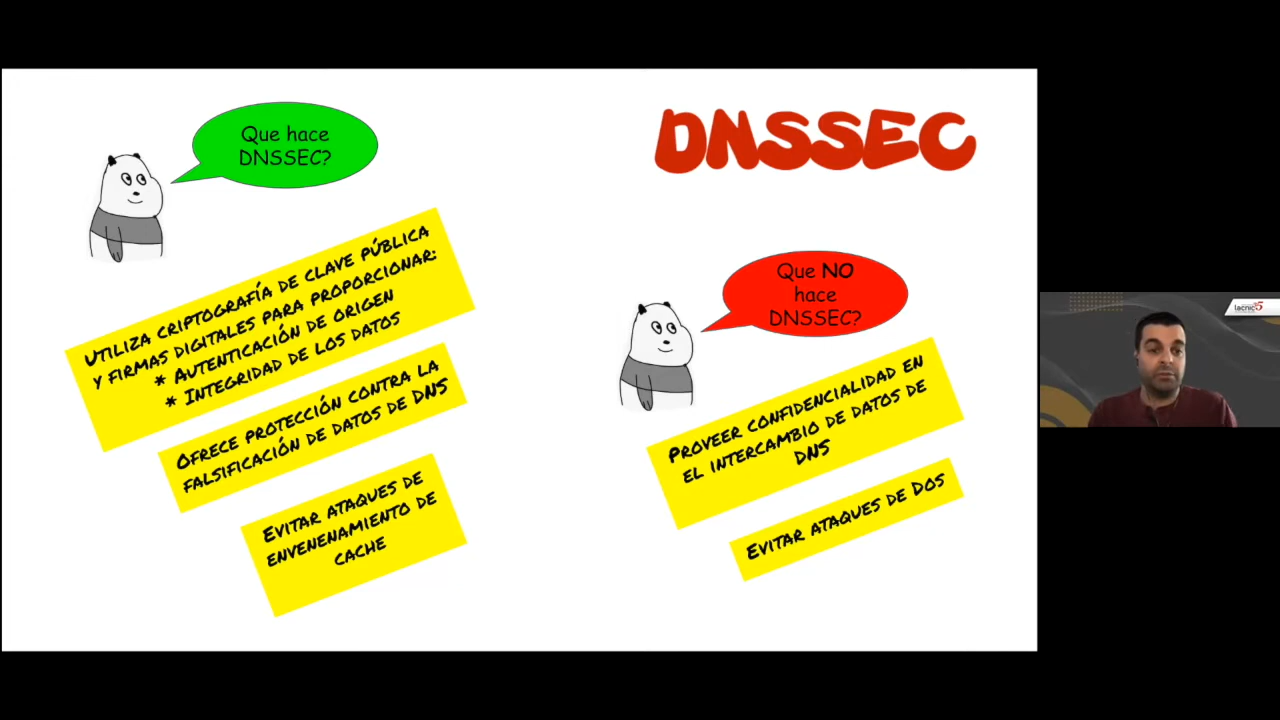 Que hace
DNSSEC?
Utiliza criptografía de clave pública
y firmas digitales para proporcionar:
* Autenticación de origen
* Integridad de los datos
Ofrece protección contra la
falsificación de datos de DNS
Evitar ataques de
envenenamiento de
cache
DNSSEC
Que NO
hace
DNSSEC?
Proveer confidencialidad en
el intercambio de datos de
DNS
Evitar ataques de Dos
lacnic